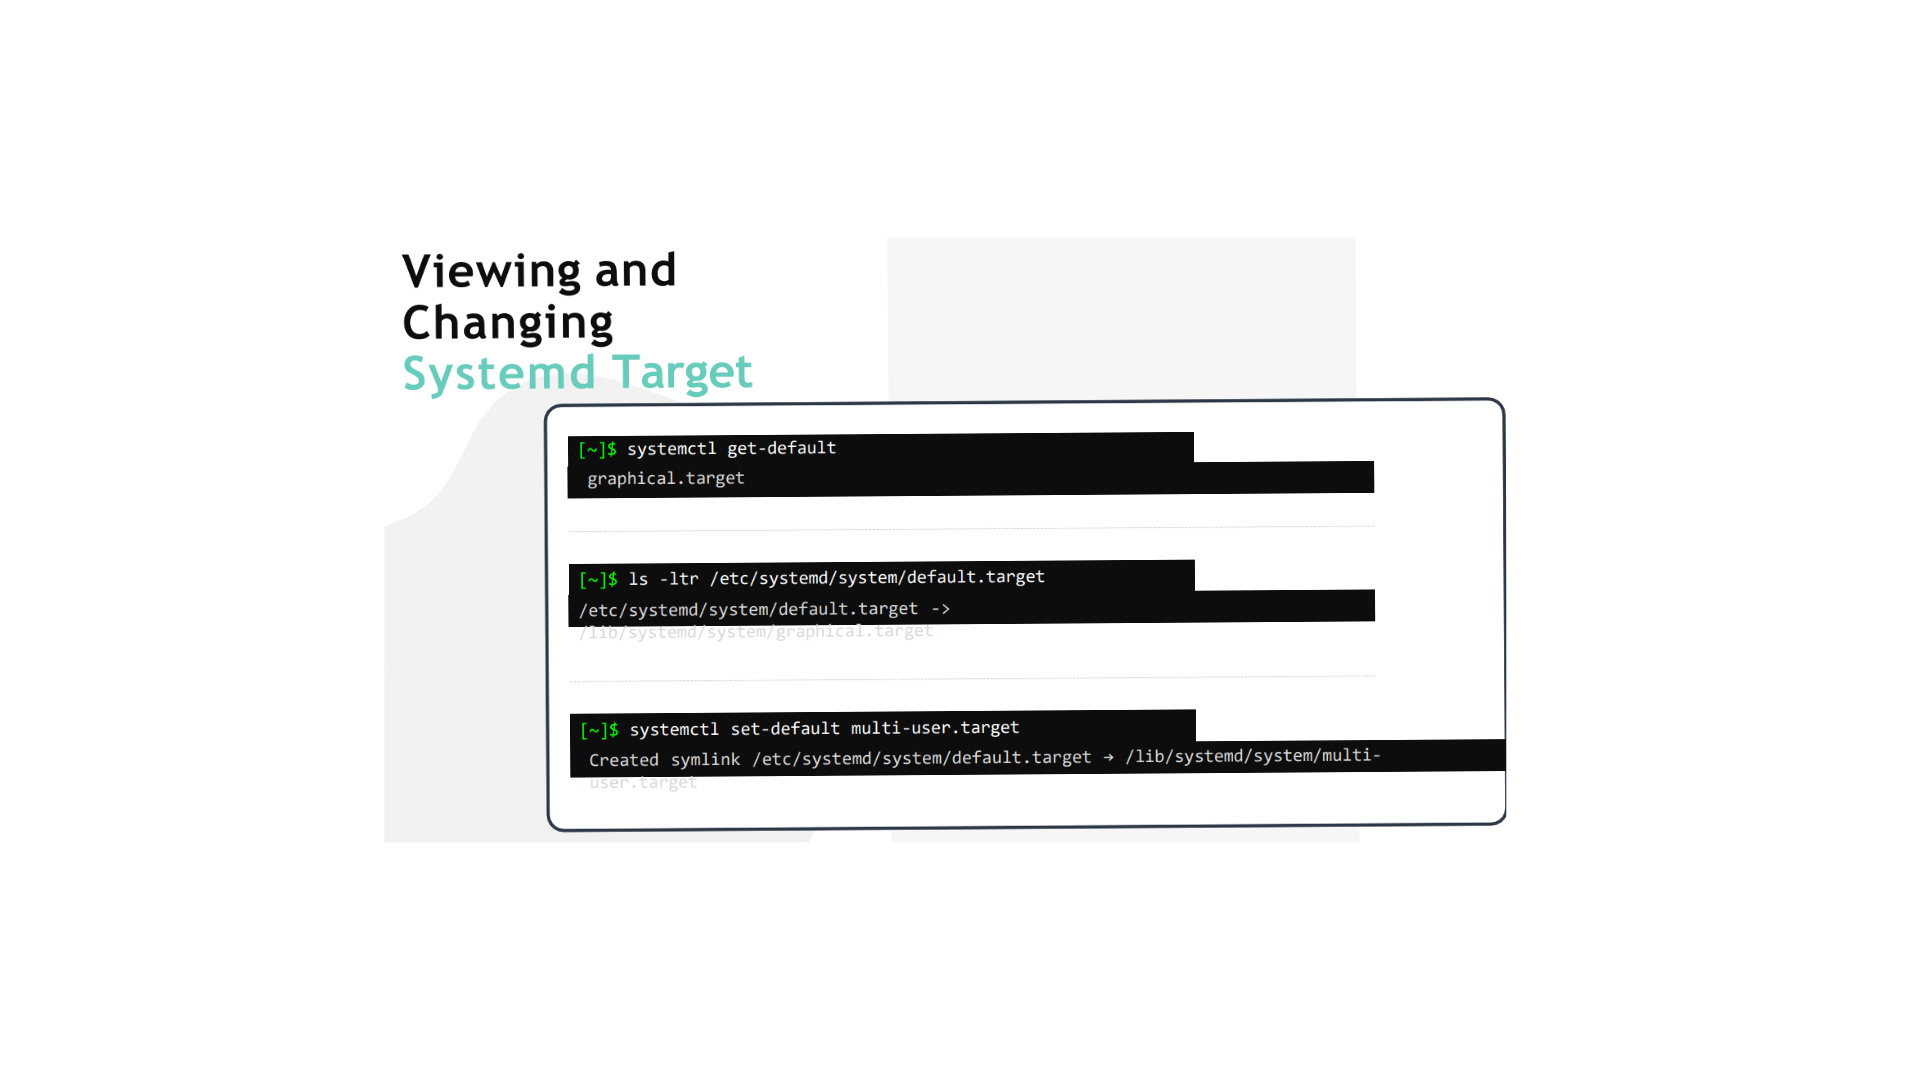 Viewing and
Changing
Systemd Target
[~]$ systemctl get-default
graphical.target
[~]$ ls -ltr /etc/systemd/system/default.target
/etc/systemd/system/default.target ->
/lib/systemd/system/graphical.target
[~]$ systemctl set-default multi-user.target
Created symlink /etc/systemd/system/default.target → /lib/systemd/system/multi-
user.target